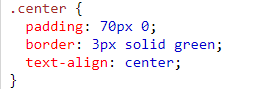 .center {
  padding: 70px 0;
  border: 3px solid green;
  text-align: center;
}